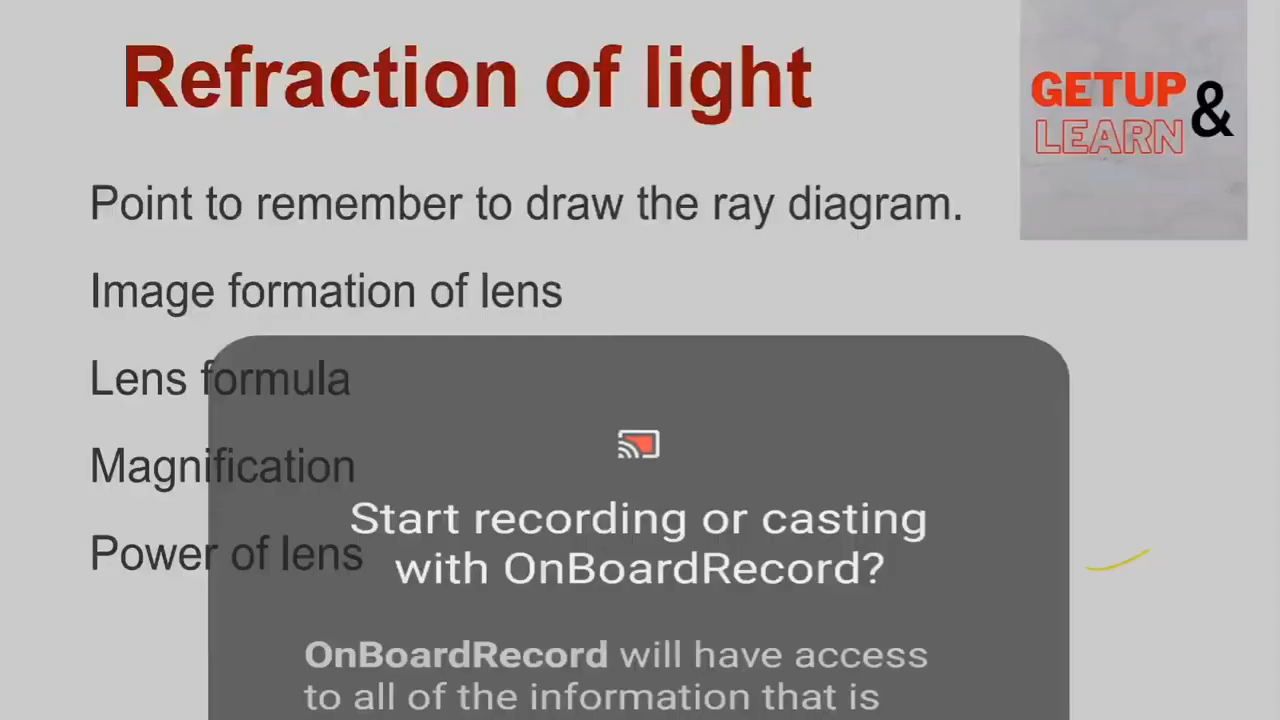 Refraction of light
GETUP &
LEARN
Point to remember to draw the ray diagram.
Image formation of lens
Lens formula
Magnification
Power of lens
Start recording or casting
with OnBoardRecord?
OnBoardRecord will have access
to all of the information that is